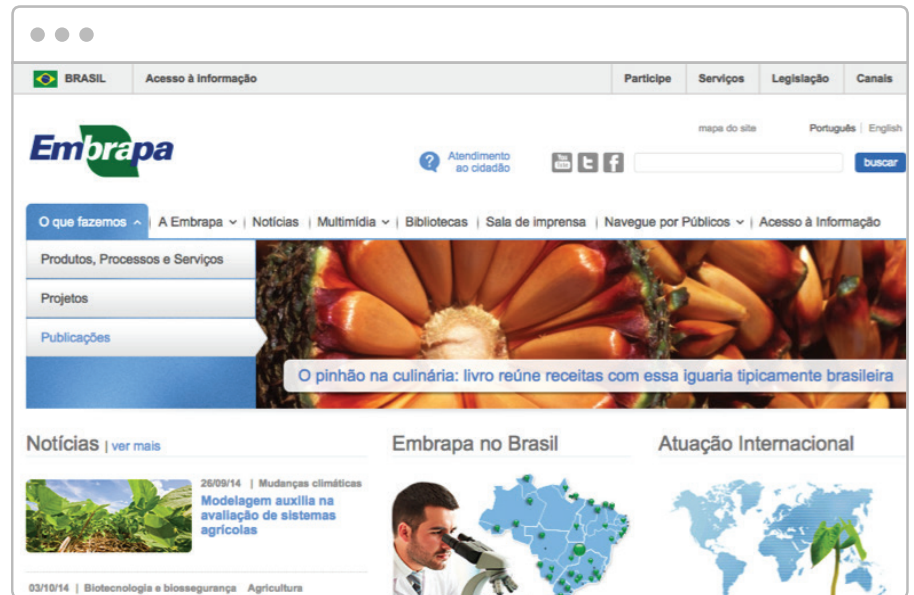 BRASIL Acesso à Informação Participe Serviços Legislação Canais
mapa do site Português | English
Embrapa
? Atendimento
ao cidadão
You
Tube
t f
buscar
O que fazemos | A Embrapa | Notícias | Multimídia | Bibliotecas | Sala de imprensa | Navegue por Públicos | Acesso à Informação
Produtos, Processos e Serviços
Projetos
Publicações
O pinhão na culinária: livro reúne receitas com essa iguaria tipicamente brasileira
Notícias | ver mais
26/09/14 | Mudanças climáticas
Modelagem auxilia na
avaliação de sistemas
agrícolas
03/10/14 | Biotecnologia e biossegurança Agricultura
Embrapa no Brasil
Atuação Internacional